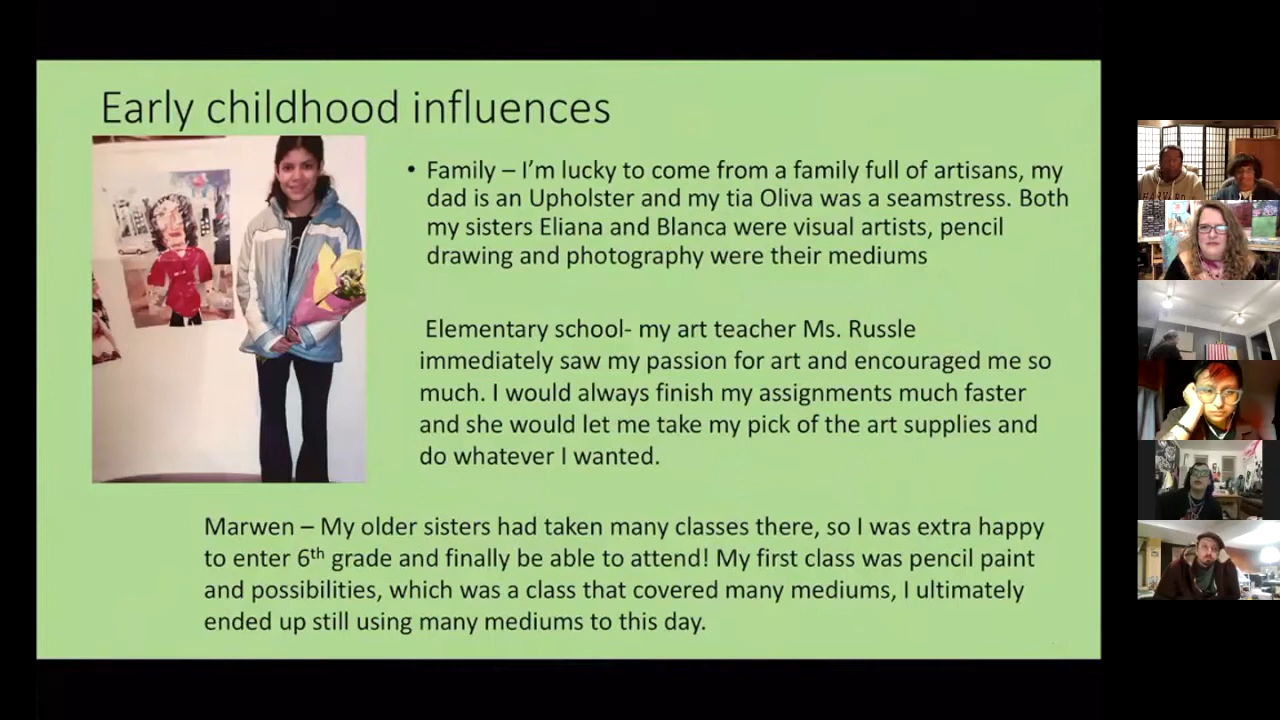 Early childhood influences
• Family – I’m lucky to come from a family full of artisans, my
dad is an Upholster and my tia Oliva was a seamstress. Both
my sisters Eliana and Blanca were visual artists, pencil
drawing and photography were their mediums
Elementary school- my art teacher Ms. Russle
immediately saw my passion for art and encouraged me so
much. I would always finish my assignments much faster
and she would let me take my pick of the art supplies and
do whatever I wanted.
Marwen – My older sisters had taken many classes there, so I was extra happy
to enter 6th grade and finally be able to attend! My first class was pencil paint
and possibilities, which was a class that covered many mediums, I ultimately
ended up still using many mediums to this day.